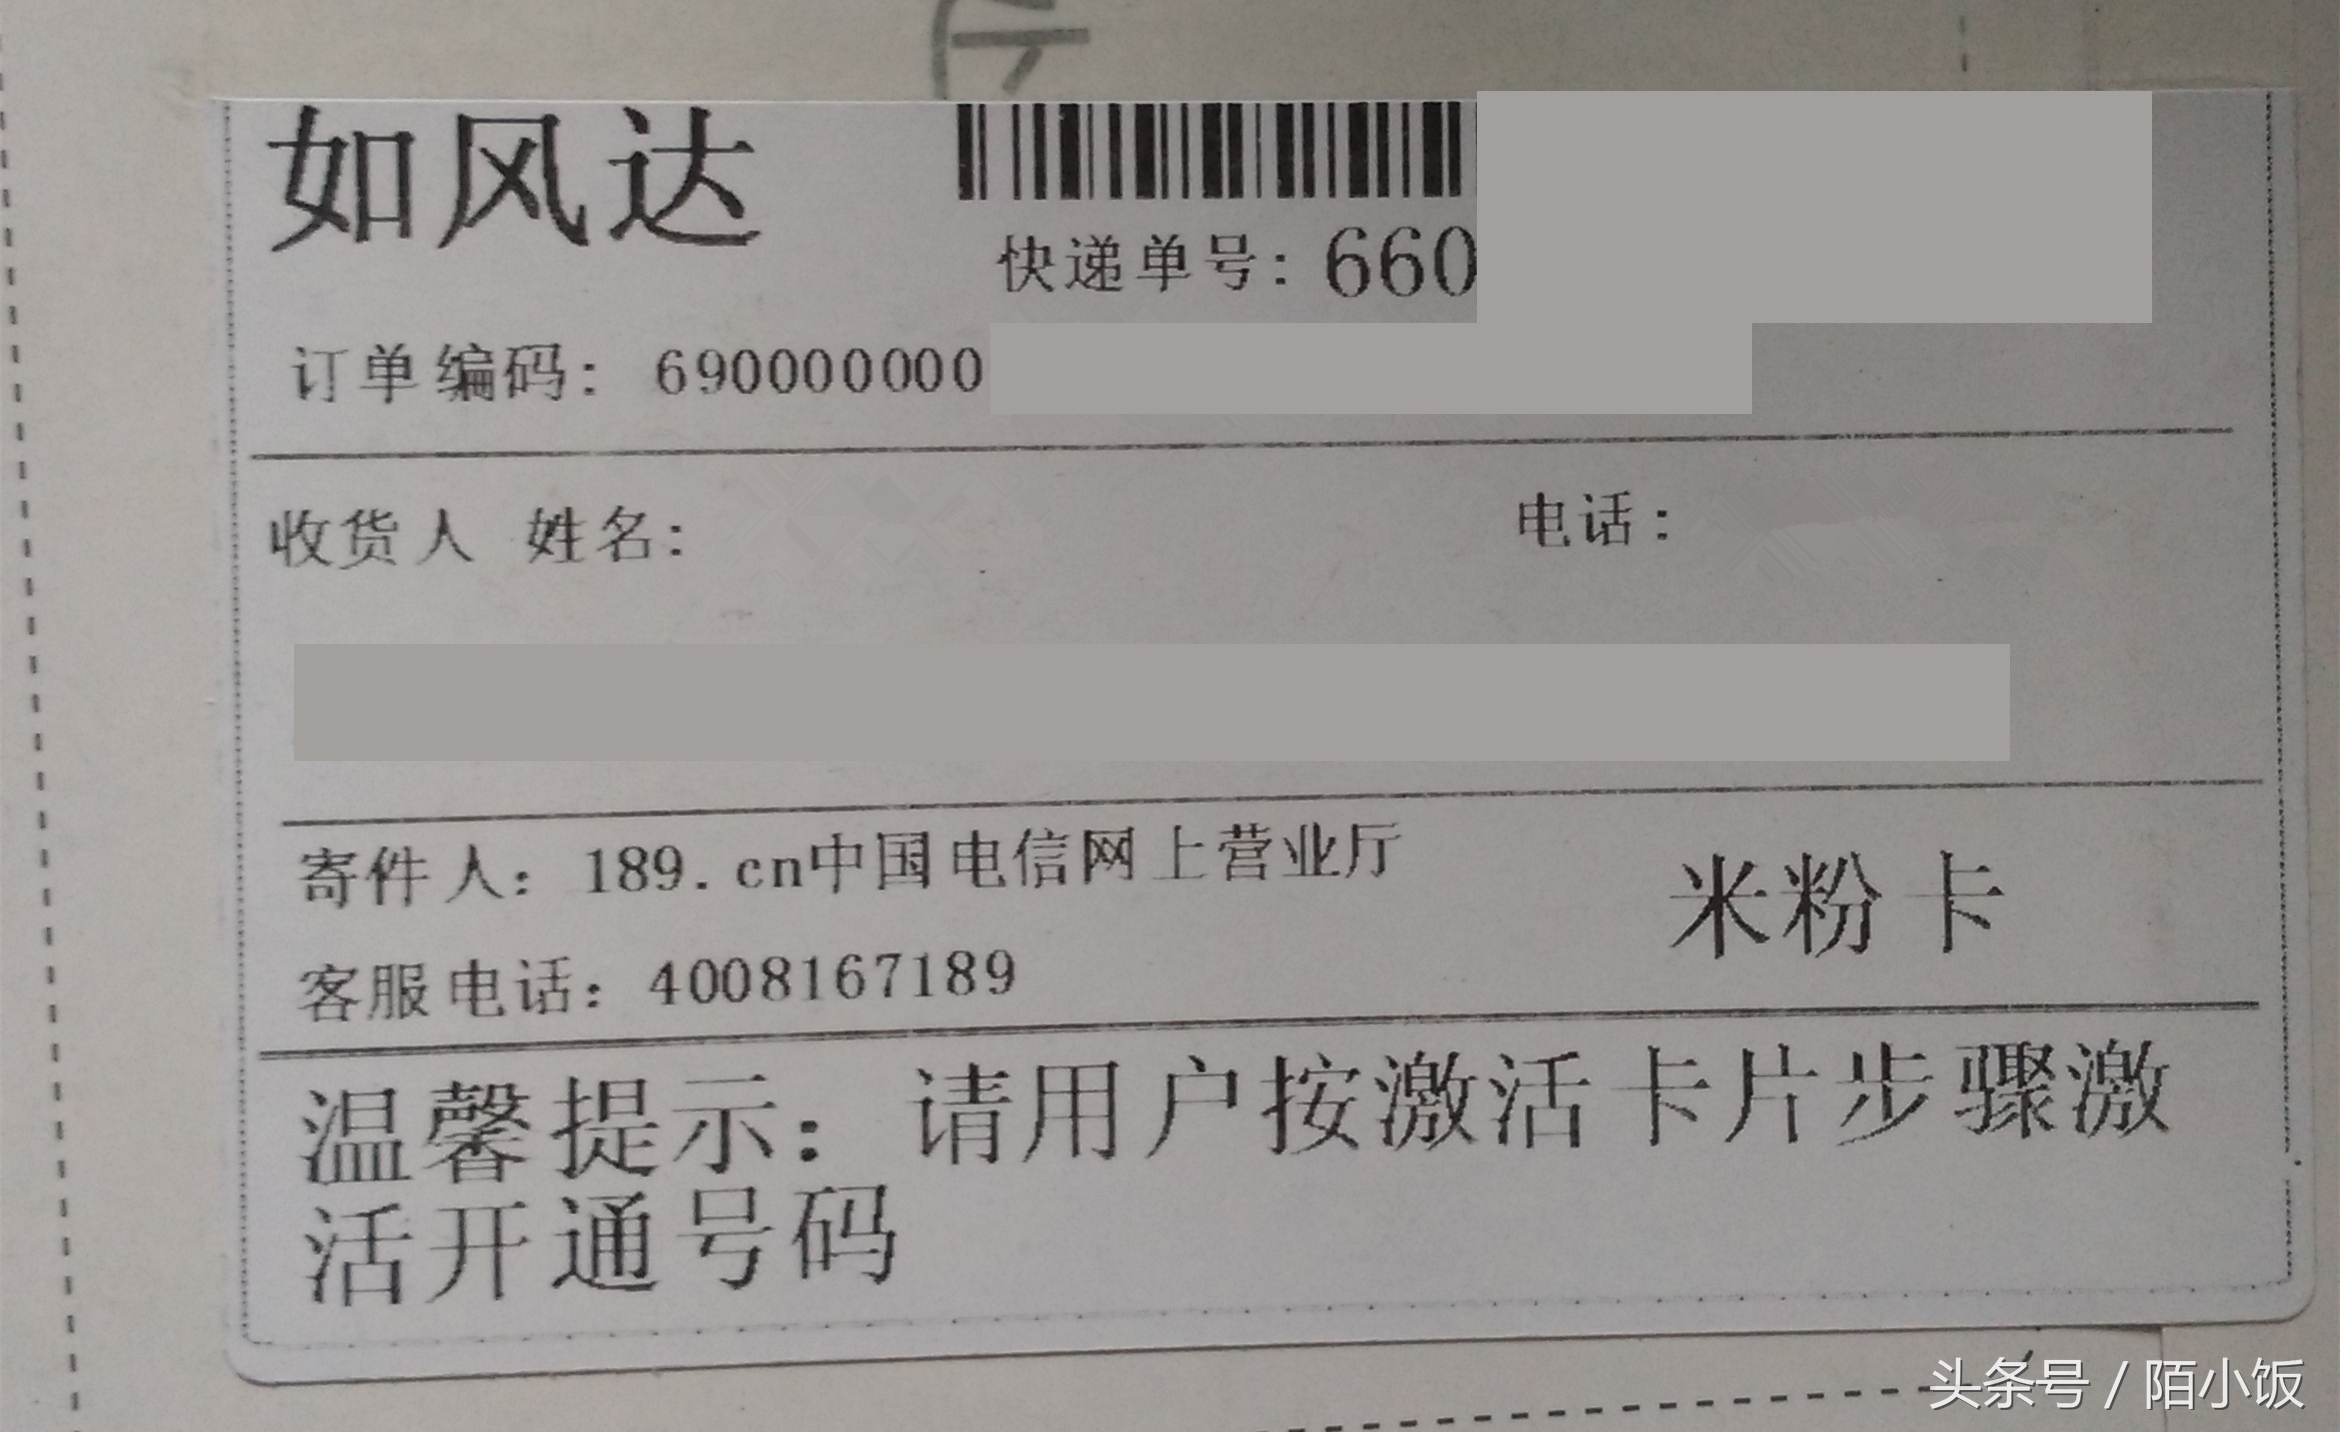 如风达
快递单号：660
订单编码：690000000
收货人 姓名：
电话：
寄件人：189.cn中国电信网上营业厅
米粉卡
客服电话：4008167189
温馨提示：请用户按激活卡片步骤激
活开通号码
头条号 / 陌小饭